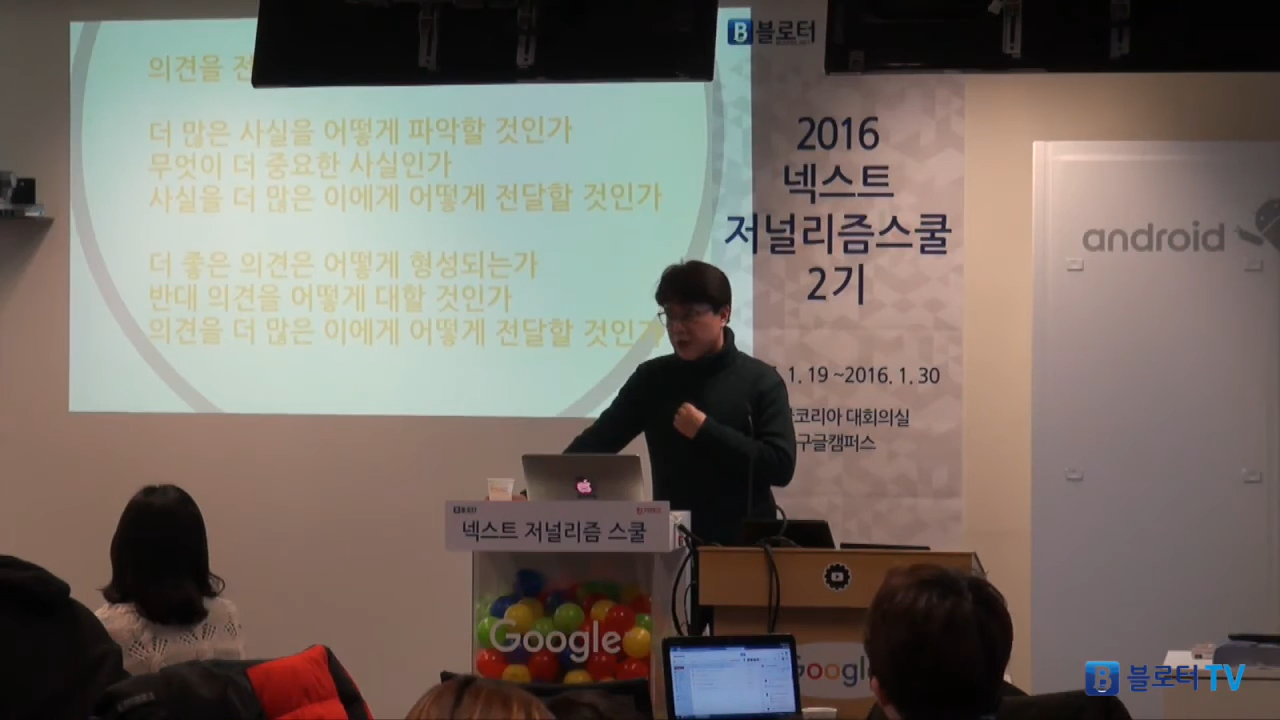 의견을 전
더 많은 사실을 어떻게 파악할 것인가
무엇이 더 중요한 사실인가
사실을 더 많은 이에게 어떻게 전달할 것인가
더 좋은 의견은 어떻게 형성되는가
반대 의견을 어떻게 대할 것인가
의견을 더 많은 이에게 어떻게 전달할 것인가
B 블로터
2016
넥스트
저널리즘스쿨
2기
1. 19 ~2016. 1. 30
코리아 대회의실
구글캠퍼스
android
넥스트 저널리즘 스쿨
Google
Google
B 블로터 TV